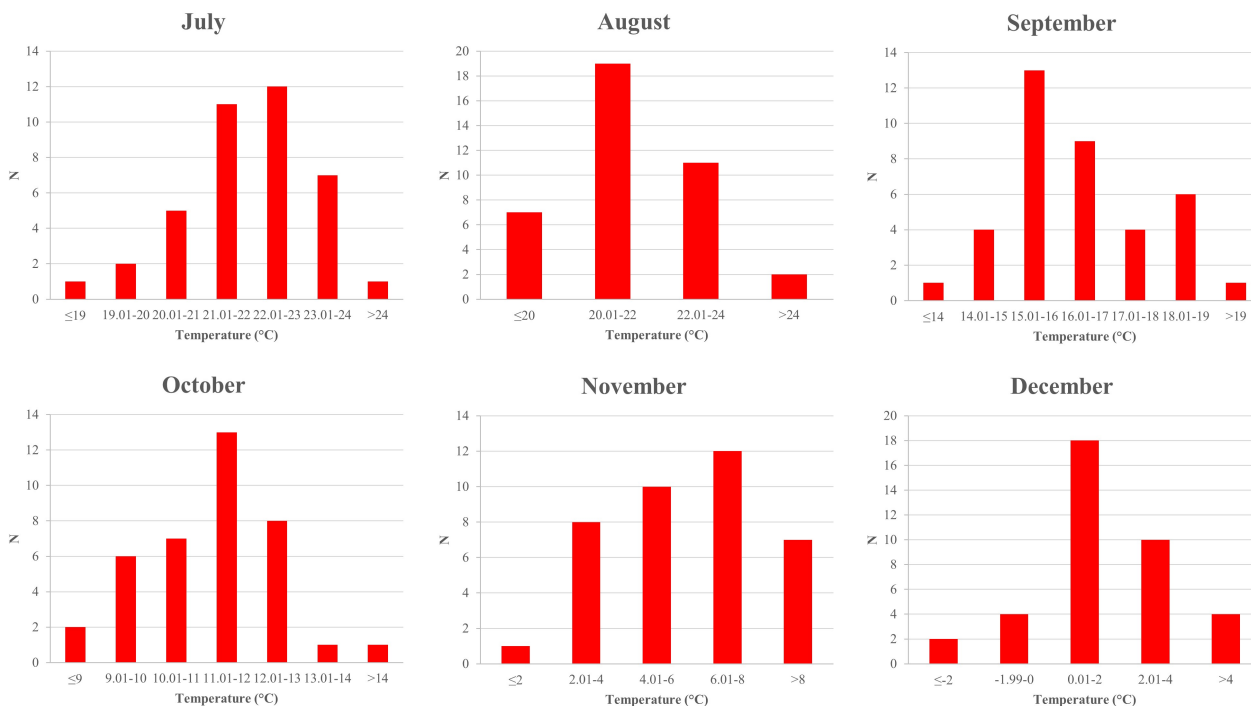 July
14
12
10
8
6
4
2
0
N
≤19 19.01-20 20.01-21 21.01-22 22.01-23 23.01-24 >24
Temperature (°C)
August
20
18
16
14
12
10
8
6
4
2
0
N
≤20 20.01-22 22.01-24 >24
Temperature (°C)
September
14
12
10
8
6
4
2
0
N
≤14 14.01-15 15.01-16 16.01-17 17.01-18 18.01-19 >19
Temperature (°C)
October
14
12
10
8
6
4
2
0
N
≤9 9.01-10 10.01-11 11.01-12 12.01-13 13.01-14 >14
Temperature (°C)
November
14
12
10
8
6
4
2
0
N
≤2 2.01-4 4.01-6 6.01-8 >8
Temperature (°C)
December
20
18
16
14
12
10
8
6
4
2
0
N
≤-2 -1.99-0 0.01-2 2.01-4 >4
Temperature (°C)